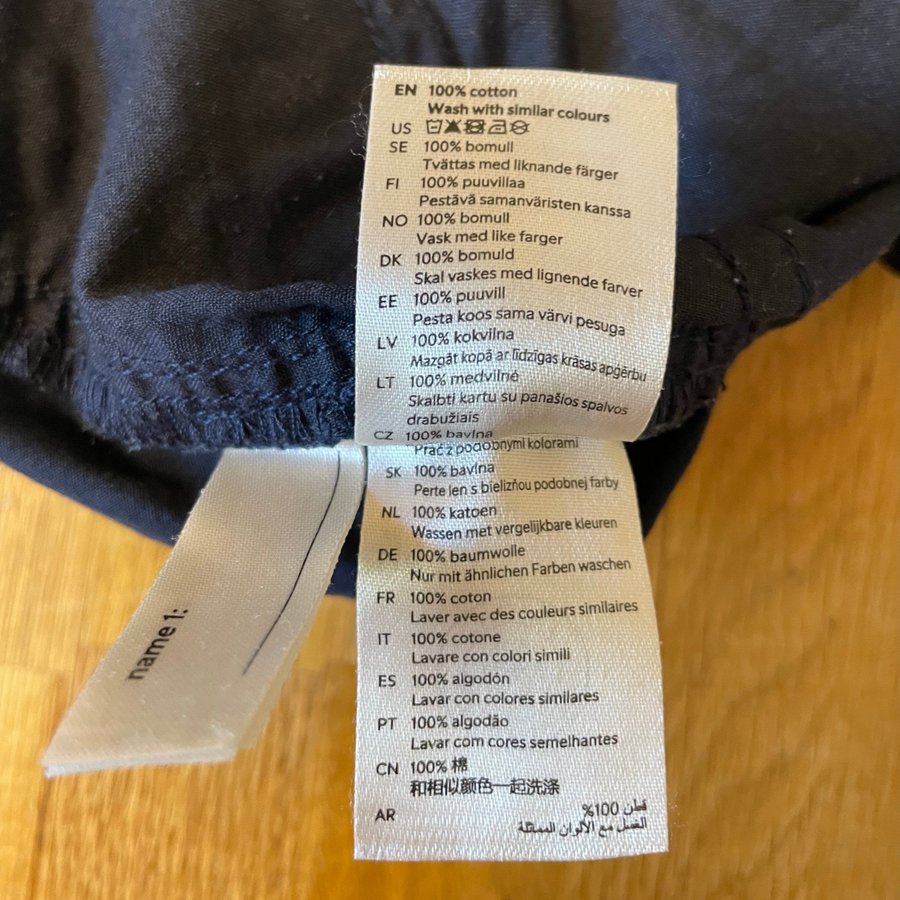 EN 100% cotton
Wash with similar colours
US
SE 100% bomull
Tvättas med liknande färger
FI 100% puuvillaa
Pestävä samanväristen kanssa
NO 100% bomull
Vask med like farger
DK 100% bomuld
Skal vaskes med lignende farver
EE 100% puuvill
Pesta koos sama värvi pesuga
LV 100% kokvilna
Mazgāt kopā ar līdzīgas krāsas apģērbu
LT 100% medvilnė
Skalbti kartu su panašios spalvos
drabužiais
CZ 100% bavlna
Prać z podobnymi kolorami
SK 100% bavlna
Perte len s bielizňou podobnej farby
NL 100% katoen
Wassen met vergelijkbare kleuren
DE 100% baumwolle
Nur mit ähnlichen Farben waschen
FR 100% coton
Laver avec des couleurs similaires
IT 100% cotone
Lavare con colori simili
ES 100% algodón
Lavar con colores similares
PT 100% algodão
Lavar com cores semelhantes
CN 100% 棉
和相似颜色一起洗涤
AR قطن 100%
الغسل مع الألوان المماثلة
name 1: